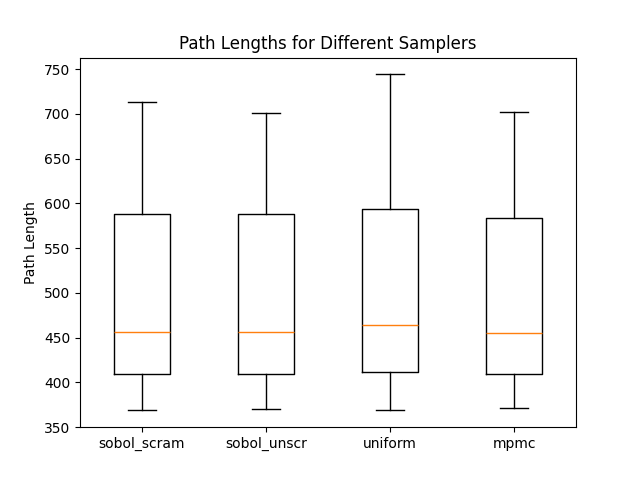 Path Lengths for Different Samplers
Path Length
750
700
650
600
550
500
450
400
350
sobol_scram
sobol_unscr
uniform
mpmc